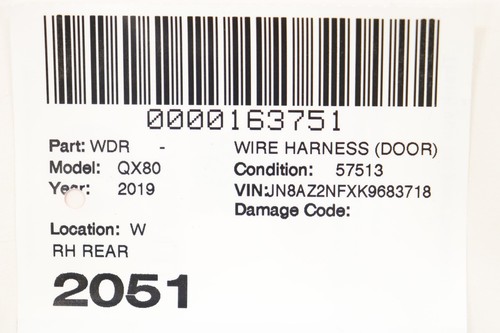 0000163751
Part: WDR - WIRE HARNESS (DOOR)
Model: QX80 Condition: 57513
Year: 2019 VIN:JN8AZ2NFXK9683718
Damage Code:
Location: W
RH REAR
2051